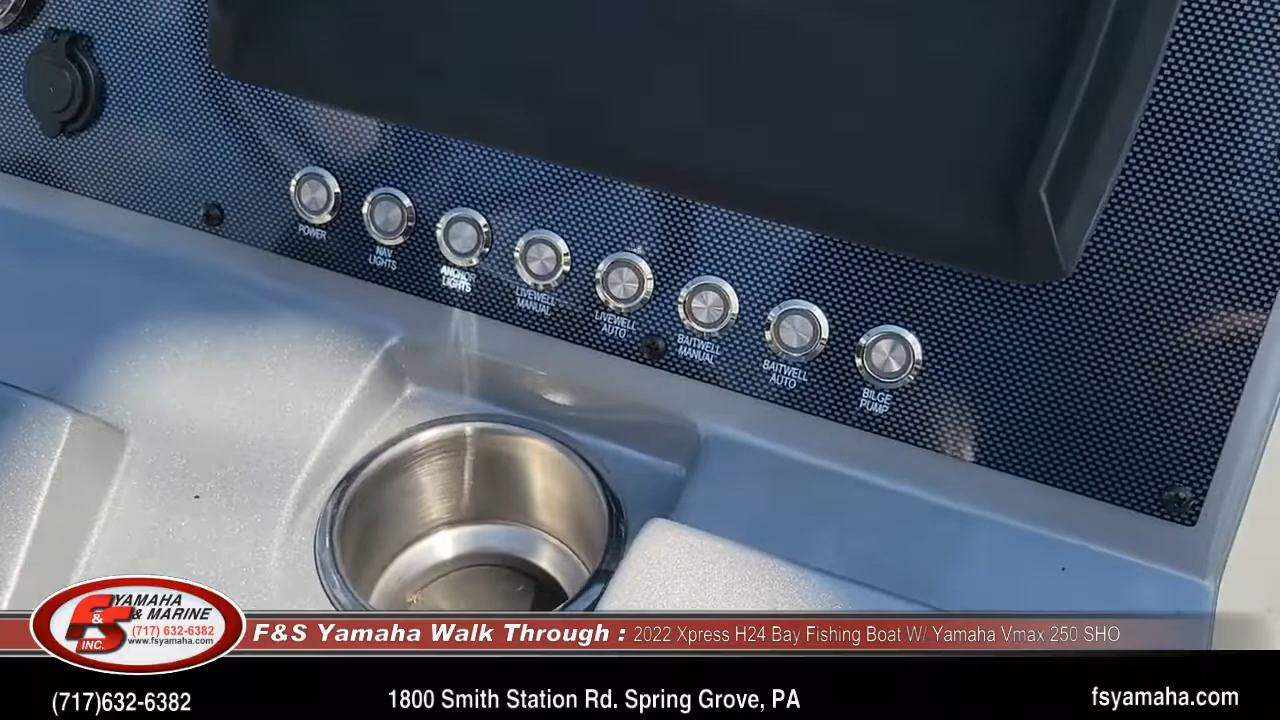 POWER
NAV
LIGHTS
ANCHOR
LIGHTS
LIVEWELL
MANUAL
LIVEWELL
AUTO
BAITWELL
MANUAL
BAITWELL
AUTO
BILGE
PUMP
F&S
INC.
YAMAHA
& MARINE
(717) 632-6382
www.fsyamaha.com
F&S Yamaha Walk Through : 2022 Xpress H24 Bay Fishing Boat W/ Yamaha Vmax 250 SHO
(717)632-6382 1800 Smith Station Rd. Spring Grove, PA fsyamaha.com